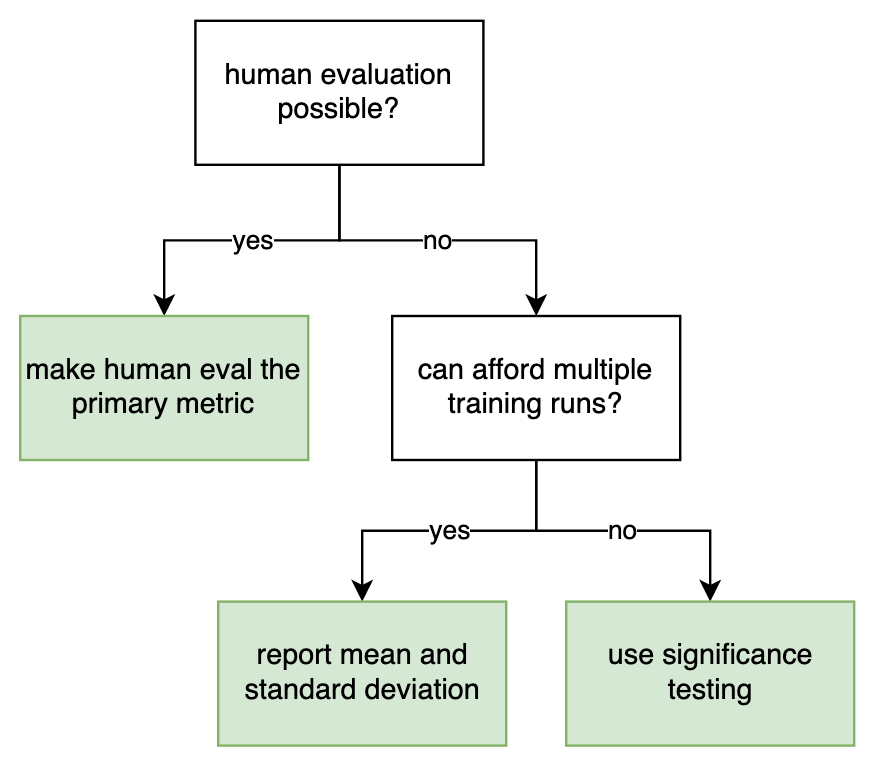 human evaluation
possible?
yes
no
make human eval the
primary metric
can afford multiple
training runs?
yes
no
report mean and
standard deviation
use significance
testing